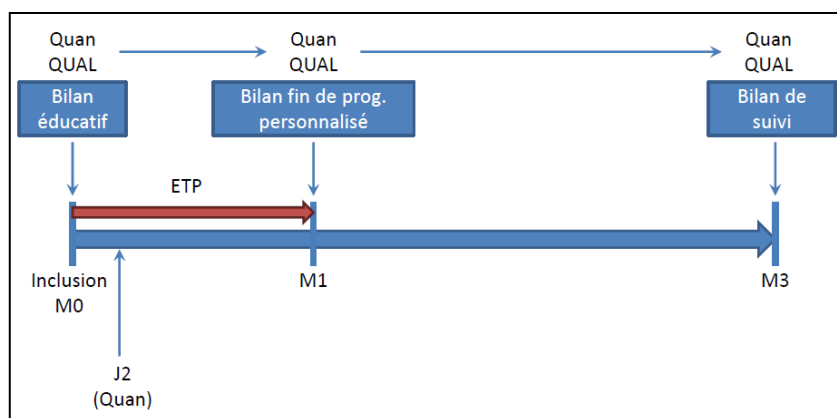 Quan
QUAL
Quan
QUAL
Quan
QUAL
Bilan
éducatif
Bilan fin de prog.
personnalisé
Bilan de
suivi
ETP
Inclusion
M0
M1
M3
J2
(Quan)